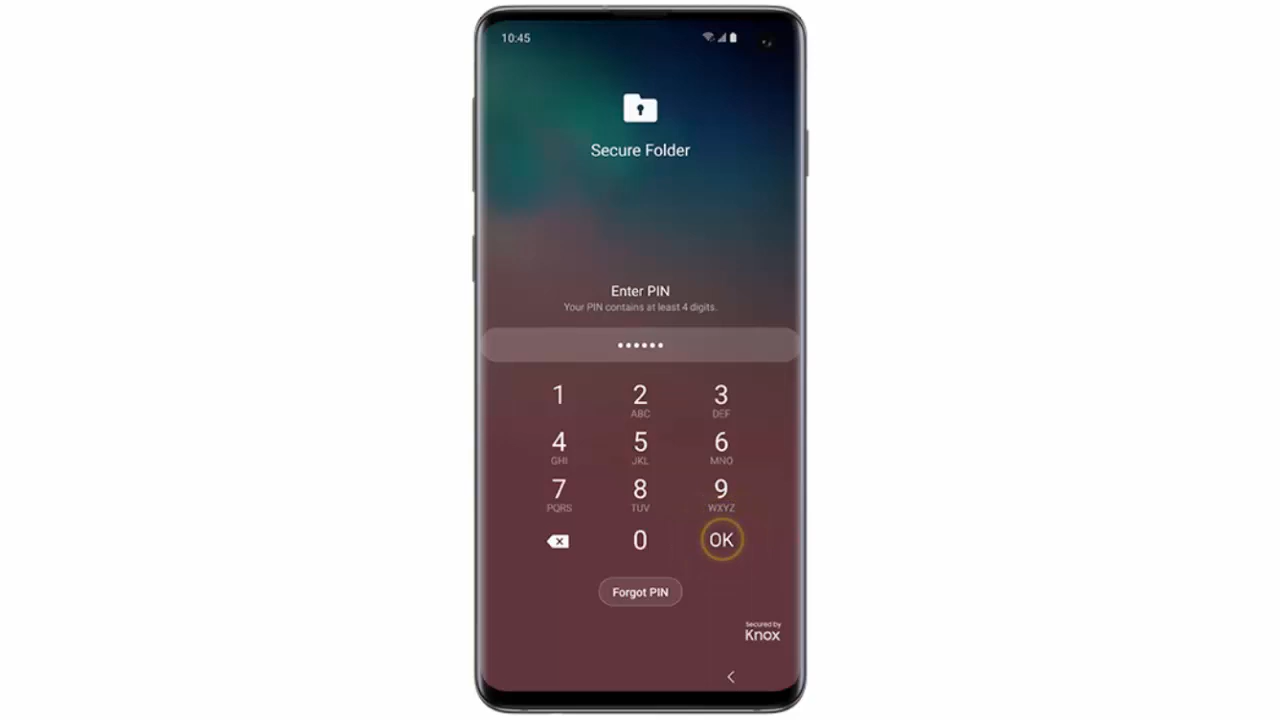 10:45
Secure Folder
Enter PIN
Your PIN contains at least 4 digits.
1 2 3
ABC DEF
4 5 6
GHI JKL MNO
7 8 9
PQRS TUV WXYZ
0 OK
Forgot PIN
Secured by
Knox